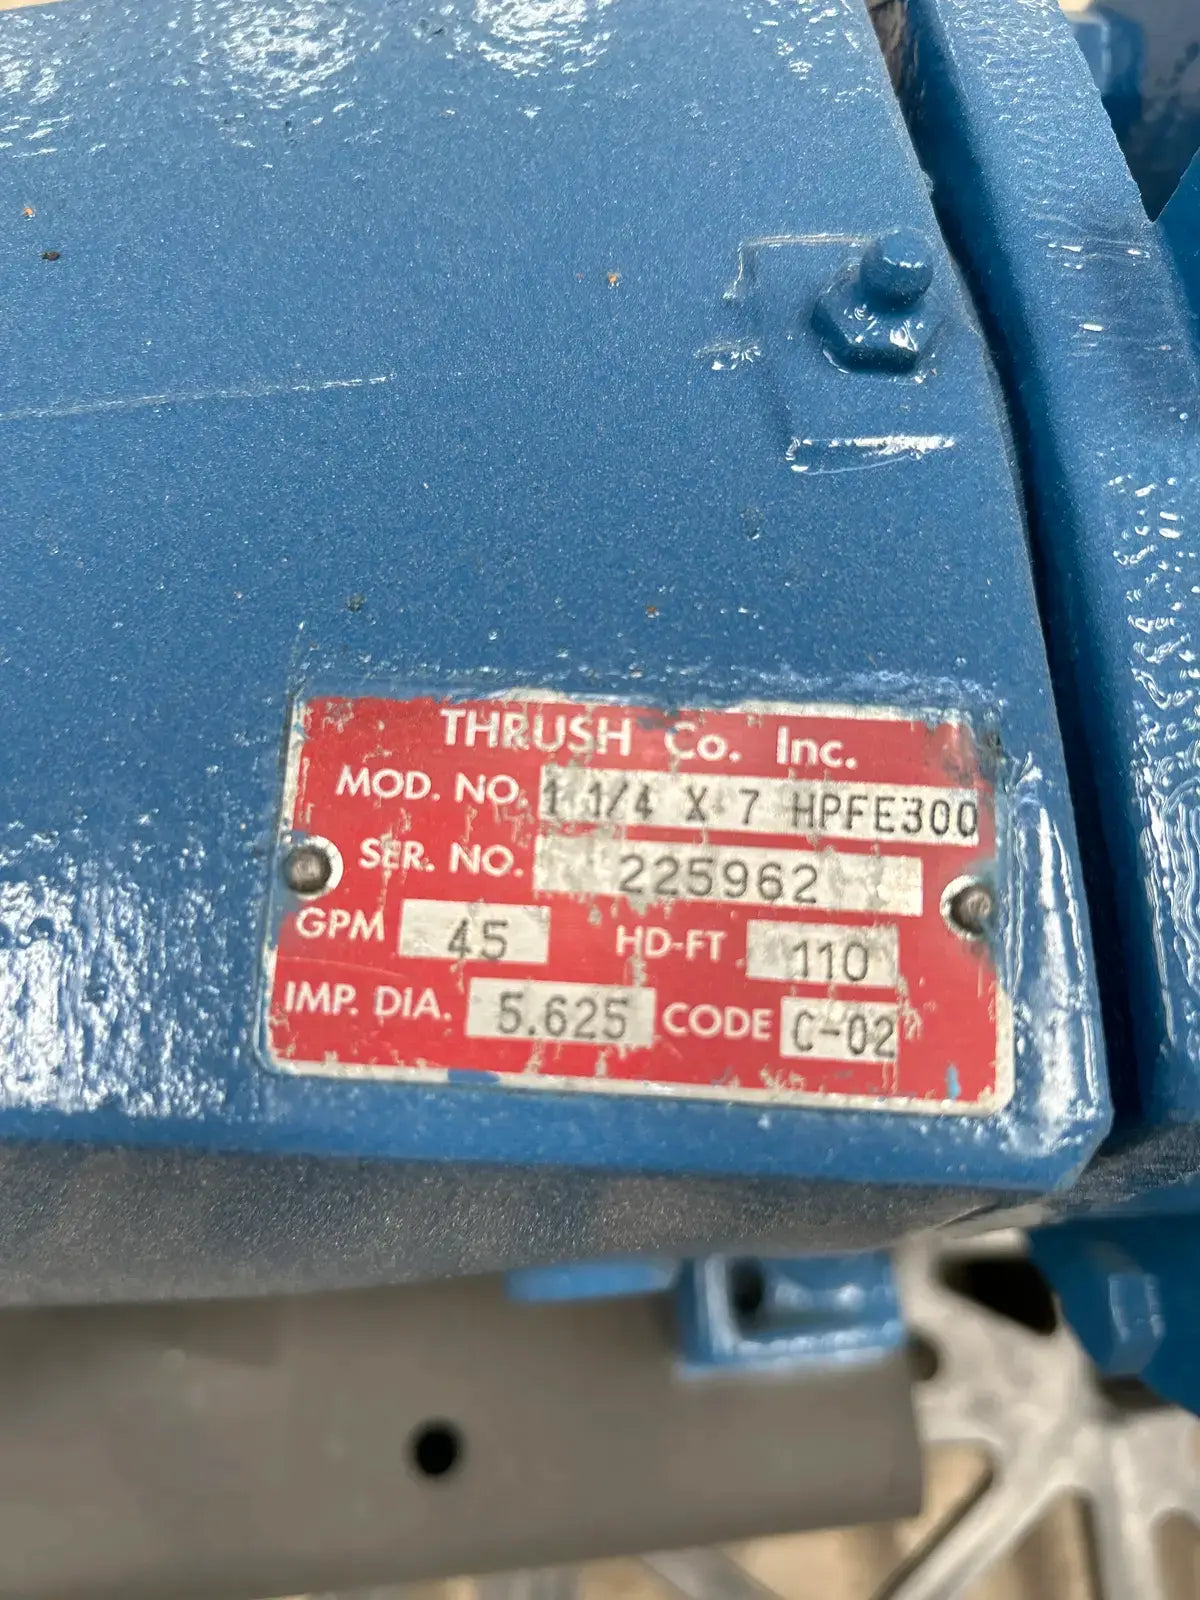 THRUSH Co. Inc.
MOD. NO. 1 1/4 X 7 HPFE300
SER. NO. 225962
GPM 45 HD-FT 110
IMP. DIA. 5.625 CODE C-02